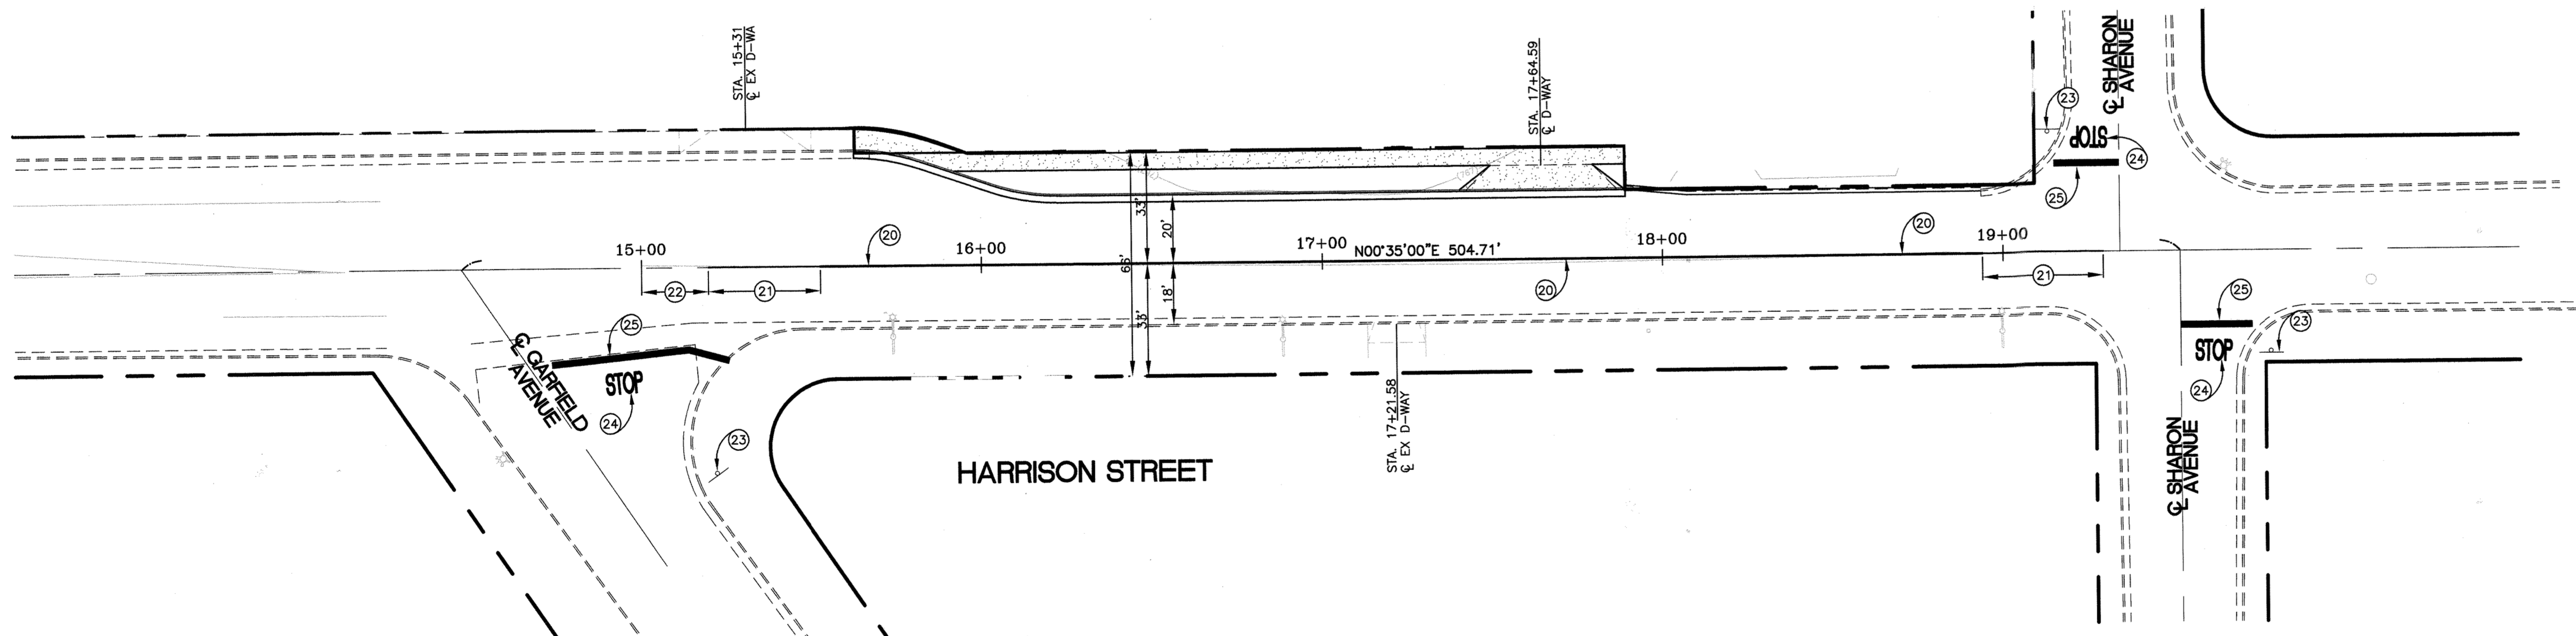 STA. 15+31
℄ EX D-WA
STA. 17+64.59
℄ D-WAY
℄ SHARON
AVENUE
23
STOP
24
25
20
20
15+00
16+00
17+00
N00°35'00"E 504.71'
18+00
19+00
33'
20'
66'
18'
33'
22
21
20
21
25
℄ GARFIELD
AVENUE
STOP
24
23
25
23
STOP
24
STA. 17+21.58
℄ EX D-WAY
HARRISON STREET
℄ SHARON
AVENUE